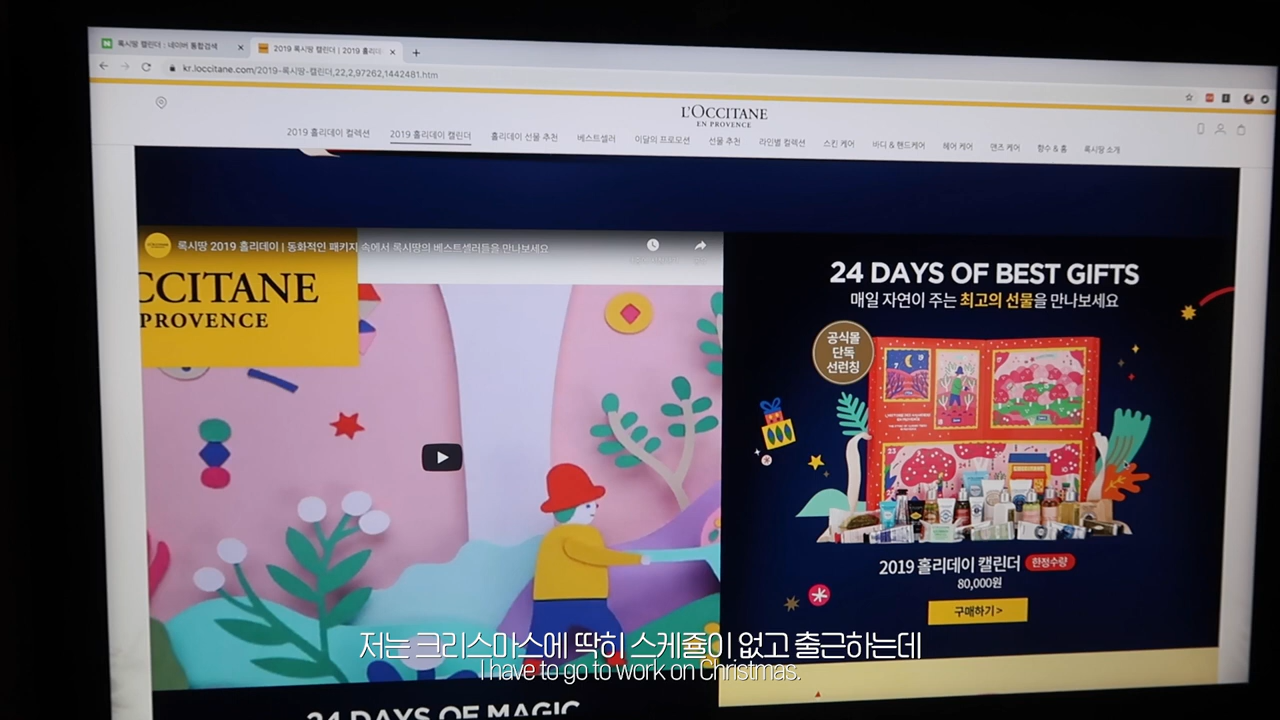 록시땅 캘린더 : 네이버 통합검색
2019 록시땅 캘린더 | 2019 홀리데
kr.loccitane.com/2019-록시땅-캘린더,22,2,97262,1442481.htm
L'OCCITANE
EN PROVENCE
2019 홀리데이 컬렉션 2019 홀리데이 캘린더 홀리데이 선물 추천 베스트셀러 이달의 프로모션 선물 추천 라인별 컬렉션 스킨 케어 바디 & 핸드케어 헤어 케어 맨즈 케어 향수 & 홈 록시땅 소개
록시땅 2019 홀리데이 | 동화적인 패키지 속에서 록시땅의 베스트셀러들을 만나보세요
CCITANE
PROVENCE
24 DAYS OF BEST GIFTS
매일 자연이 주는 최고의 선물을 만나보세요
공식몰
단독
선런칭
2019 홀리데이 캘린더 한정수량
80,000원
구매하기 >
저는 크리스마스에 딱히 스케쥴이 없고 출근하는데
I have to go to work on Christmas.
24 DAYS OF MAGIC